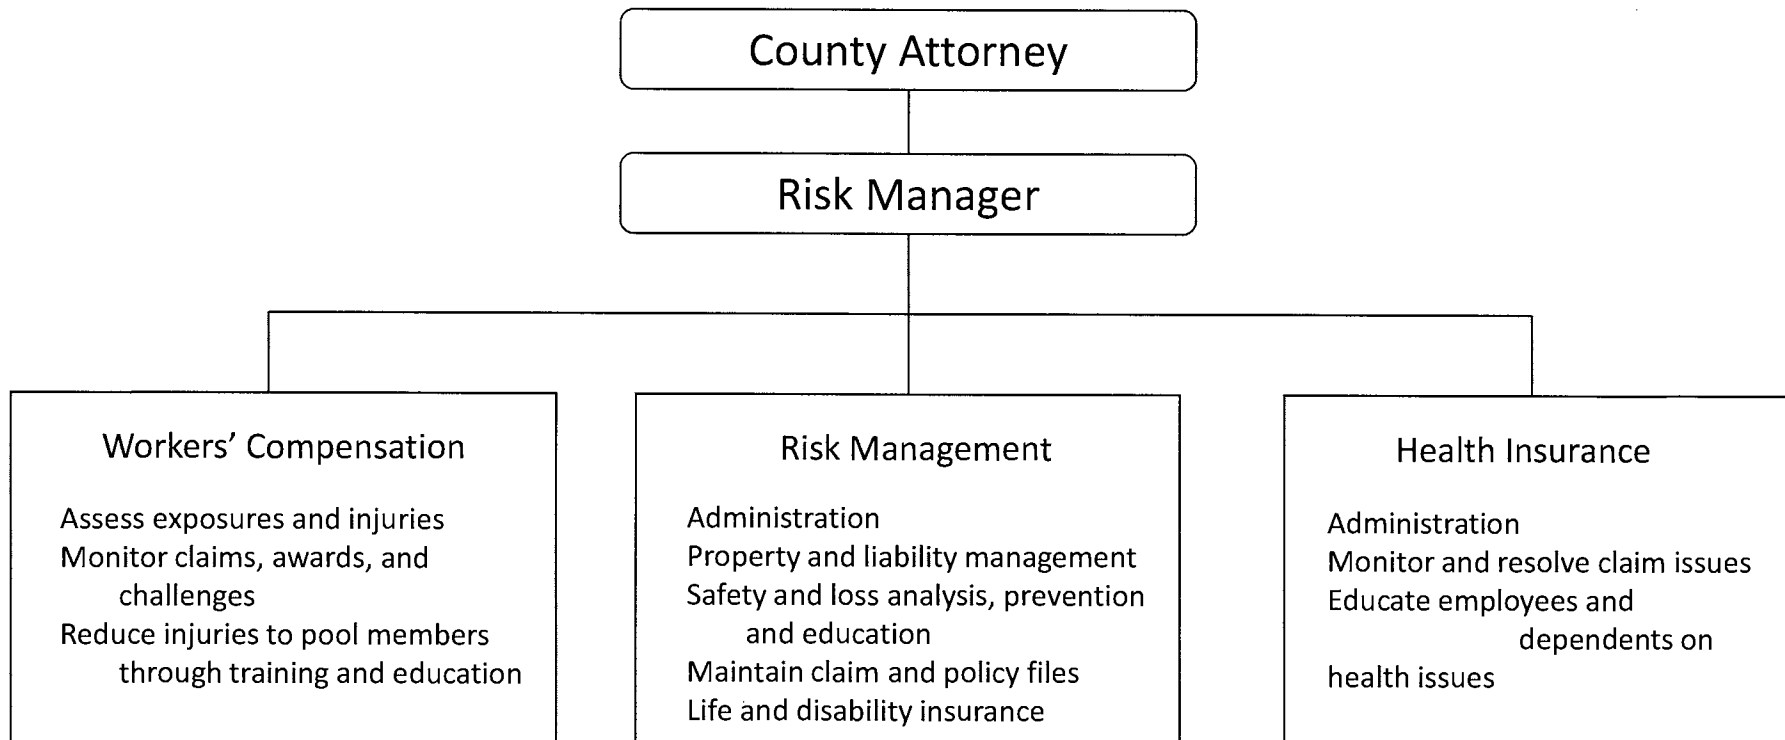 County Attorney
Risk Manager
Workers' Compensation
Assess exposures and injuries
Monitor claims, awards, and
challenges
Reduce injuries to pool members
through training and education
Risk Management
Administration
Property and liability management
Safety and loss analysis, prevention
and education
Maintain claim and policy files
Life and disability insurance
Health Insurance
Administration
Monitor and resolve claim issues
Educate employees and
dependents on
health issues